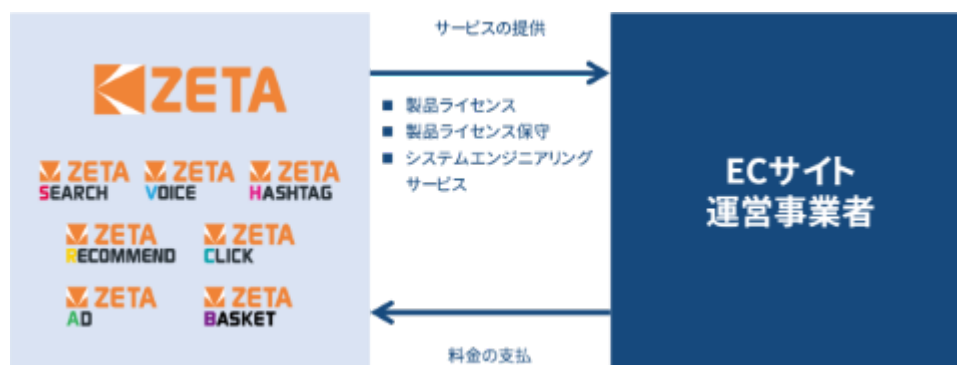 サービスの提供
ZETA
■ 製品ライセンス
■ 製品ライセンス保守
■ システムエンジニアリング
サービス
ZETA SEARCH
ZETA VOICE
ZETA HASHTAG
ZETA RECOMMEND
ZETA CLICK
ZETA AD
ZETA BASKET
ECサイト
運営事業者
料金の支払